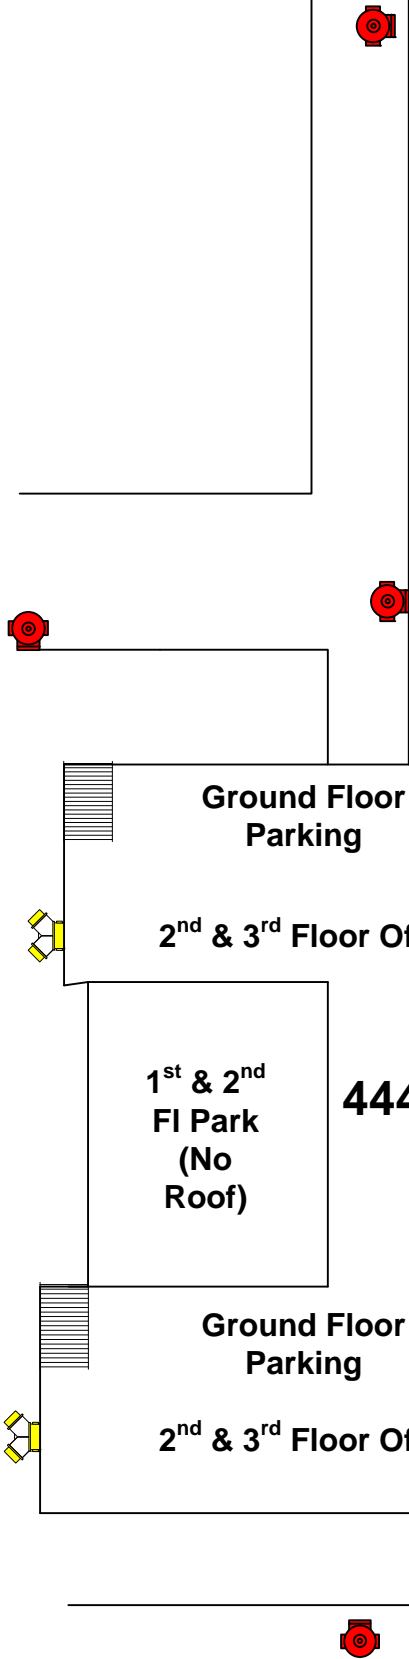 Ground Floor
Parking
2nd & 3rd Floor Of
1st & 2nd
Fl Park
(No
Roof)
444
Ground Floor
Parking
2nd & 3rd Floor Of